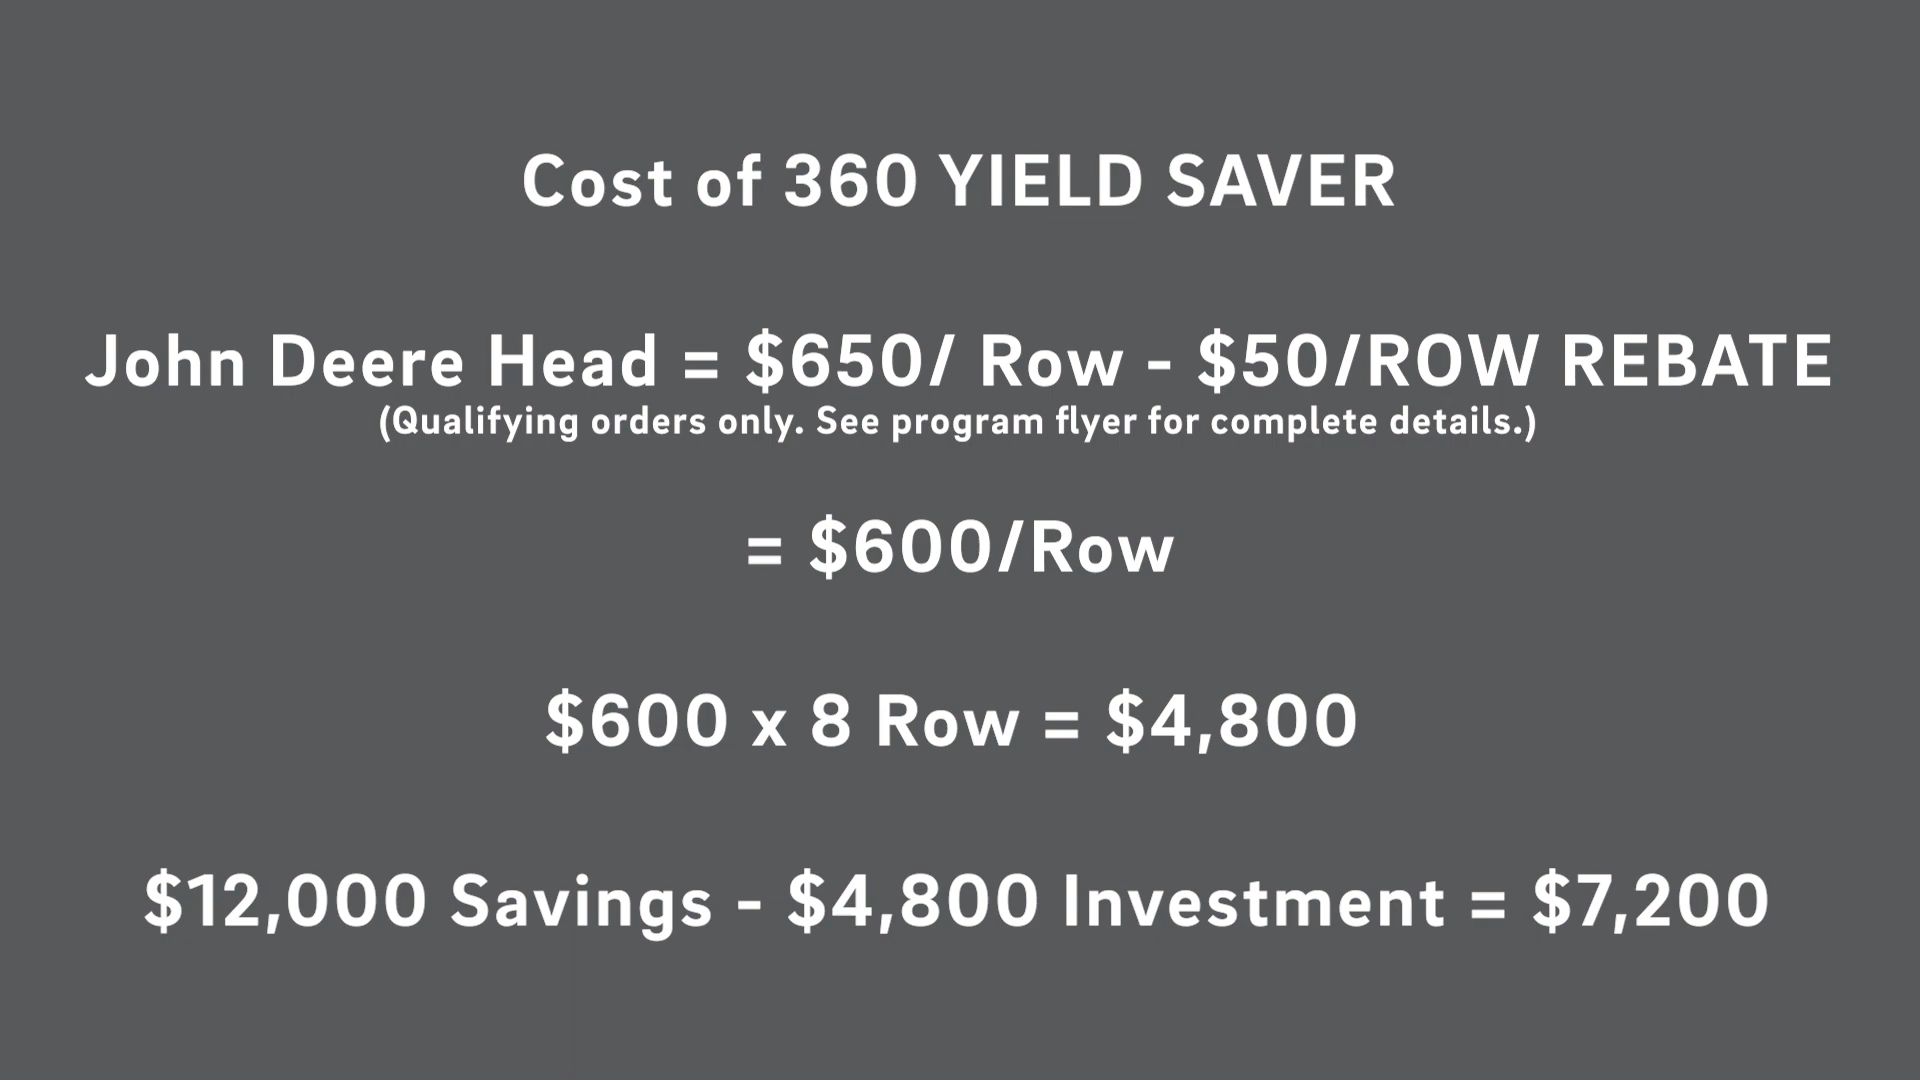 Cost of 360 YIELD SAVER
John Deere Head = $650/ Row - $50/ROW REBATE
(Qualifying orders only. See program flyer for complete details.)
= $600/Row
$600 x 8 Row = $4,800
$12,000 Savings - $4,800 Investment = $7,200